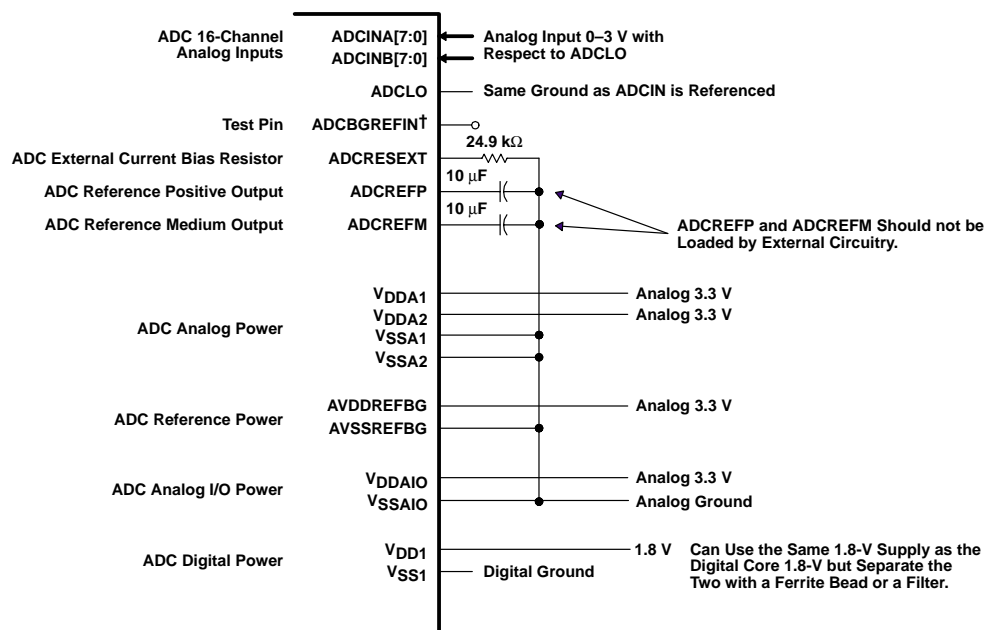 ADC 16-Channel
Analog Inputs
ADCINA[7:0]
ADCINB[7:0]
Analog Input 0–3 V with
Respect to ADCLO
ADCLO
Same Ground as ADCIN is Referenced
Test Pin
ADCBGREFIN†
24.9 kΩ
ADC External Current Bias Resistor
ADCRESEXT
10 μF
ADC Reference Positive Output
ADCREFP
10 μF
ADC Reference Medium Output
ADCREFM
ADCREFP and ADCREFM Should not be
Loaded by External Circuitry.
ADC Analog Power
VDDA1
Analog 3.3 V
VDDA2
Analog 3.3 V
VSSA1
VSSA2
ADC Reference Power
AVDDREFBG
Analog 3.3 V
AVSSREFBG
ADC Analog I/O Power
VDDAIO
Analog 3.3 V
VSSAIO
Analog Ground
ADC Digital Power
VDD1
1.8 V
Can Use the Same 1.8-V Supply as the
Digital Core 1.8-V but Separate the
Two with a Ferrite Bead or a Filter.
VSS1
Digital Ground